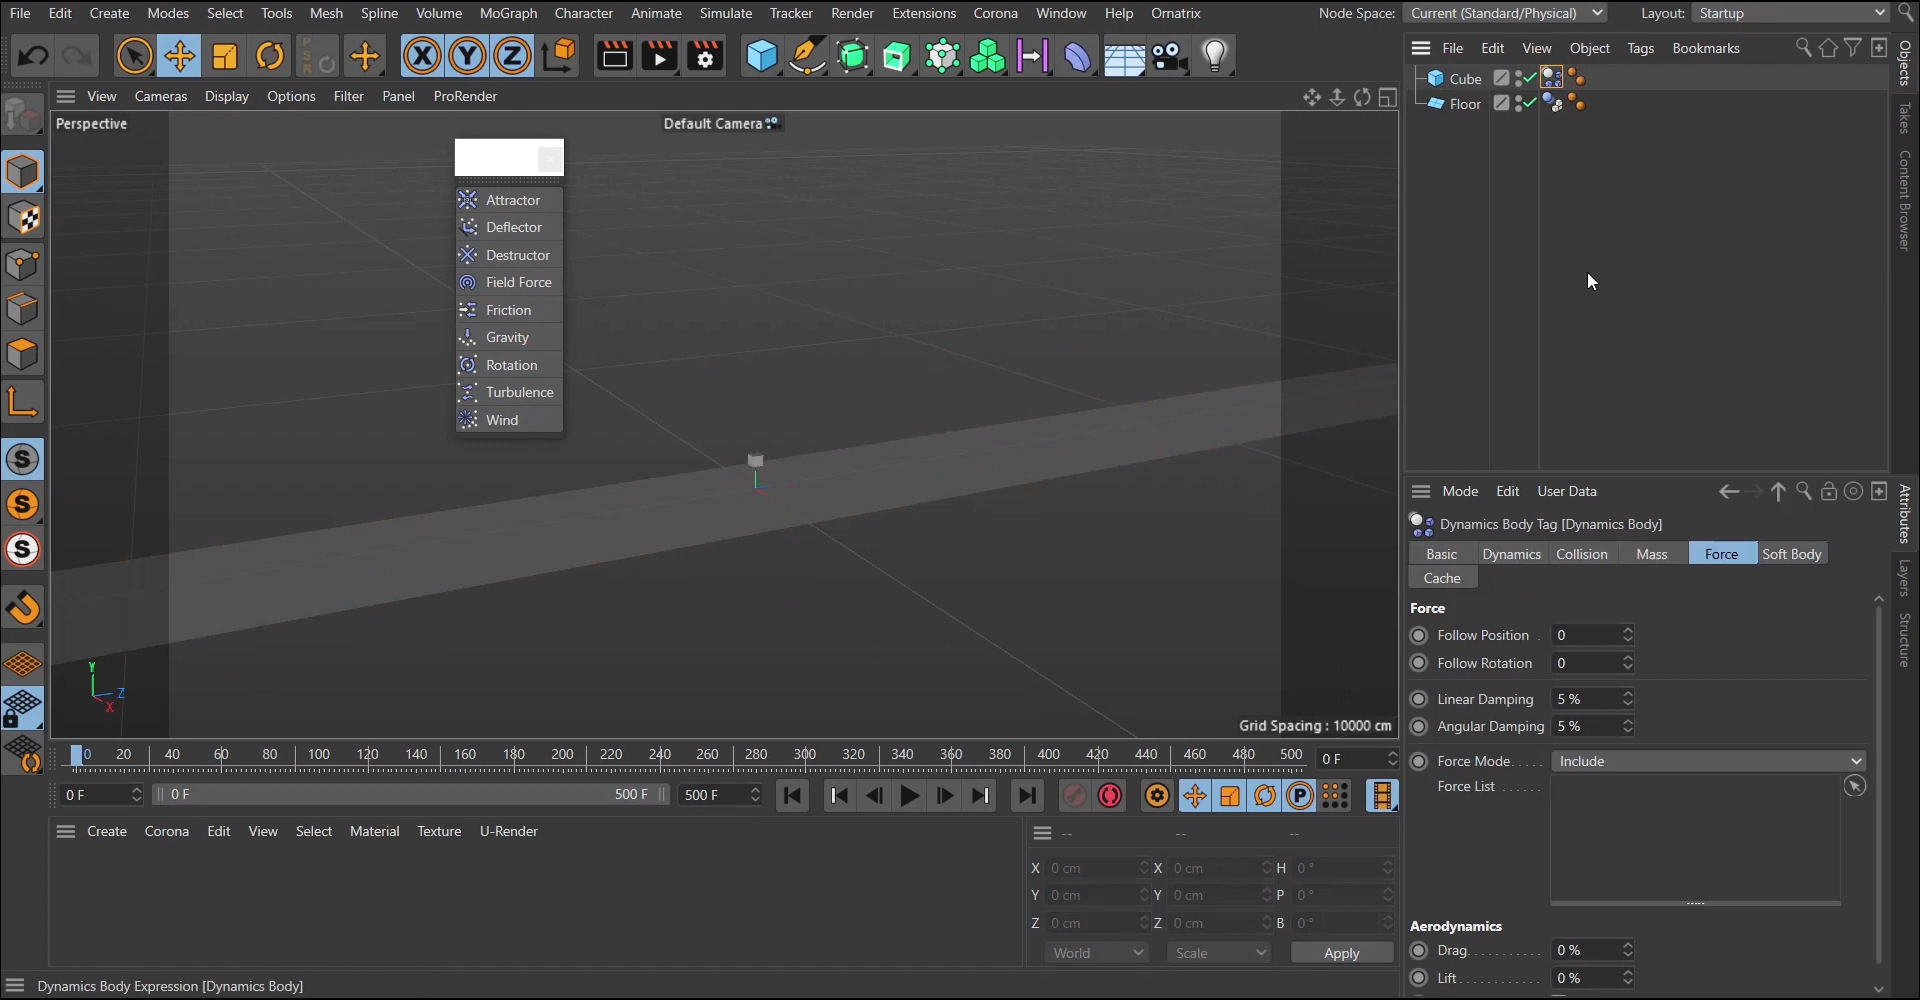 File Edit Create Modes Select Tools Mesh Spline Volume MoGraph Character Animate Simulate Tracker Render Extensions Corona Window Help Ornatrix Node Space: Current (Standard/Physical) Layout: Startup
File Edit View Object Tags Bookmarks
Cube
Floor
Objects
Takes
Content Browser
X Y Z
P
S
R
View Cameras Display Options Filter Panel ProRender
Perspective
Default Camera
Attractor
Deflector
Destructor
Field Force
Friction
Gravity
Rotation
Turbulence
Wind
S
S
S
Y
Z
X
Grid Spacing : 10000 cm
Mode Edit User Data
Dynamics Body Tag [Dynamics Body]
Basic Dynamics Collision Mass Force Soft Body
Cache
Force
Follow Position . 0
Follow Rotation 0
Linear Damping 5 %
Angular Damping 5 %
Force Mode. . . . . Include
Force List . . . . . .
Aerodynamics
Drag. . . . . . . . . . . 0 %
Lift. . . . . . . . . . . . 0 %
Attributes
Layers
Structure
0 20 40 60 80 100 120 140 160 180 200 220 240 260 280 300 320 340 360 380 400 420 440 460 480 500 0 F
0 F 0 F 500 F 500 F P
Create Corona Edit View Select Material Texture U-Render
-- -- --
X 0 cm X 0 cm H 0 °
Y 0 cm Y 0 cm P 0 °
Z 0 cm Z 0 cm B 0 °
World Scale Apply
Dynamics Body Expression [Dynamics Body]